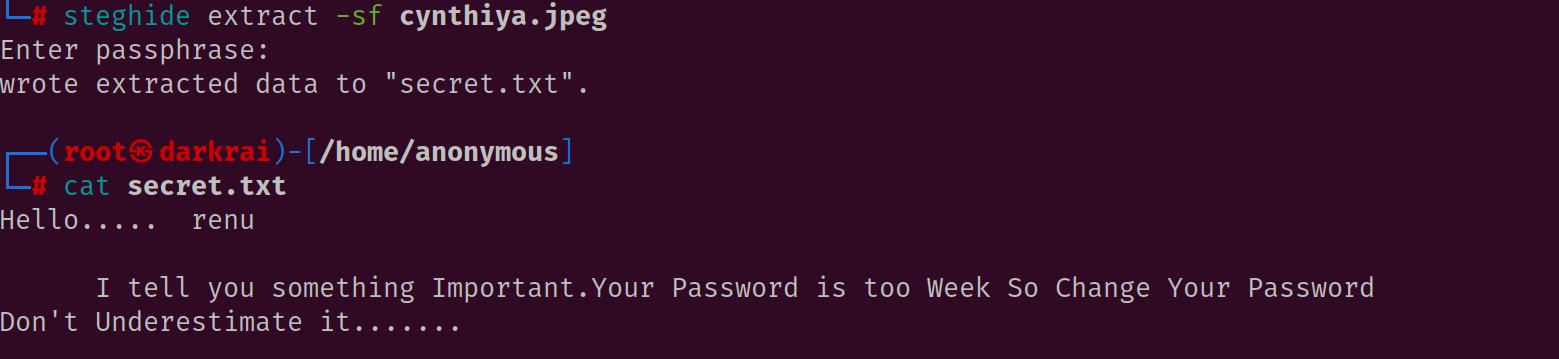 └─# steghide extract -sf cynthiya.jpeg
Enter passphrase:
wrote extracted data to "secret.txt".
┌──(root㉿darkrai)-[/home/anonymous]
└─# cat secret.txt
Hello.....  renu
I tell you something Important.Your Password is too Week So Change Your Password
Don't Underestimate it.......